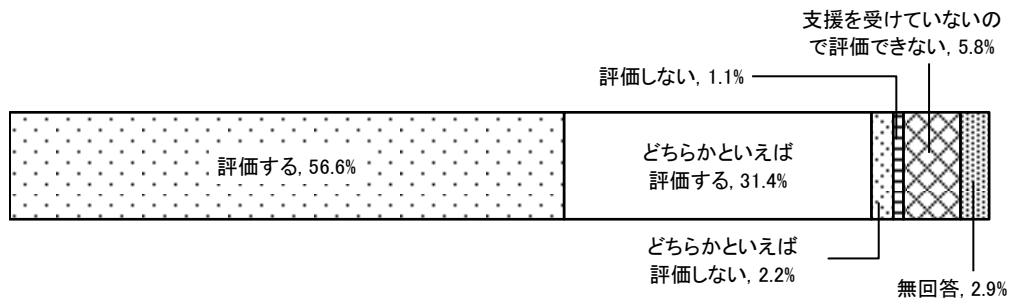 支援を受けていないの
で評価できない, 5.8%
評価しない, 1.1%
評価する, 56.6%
どちらかといえば
評価する, 31.4%
どちらかといえば
評価しない, 2.2%
無回答, 2.9%